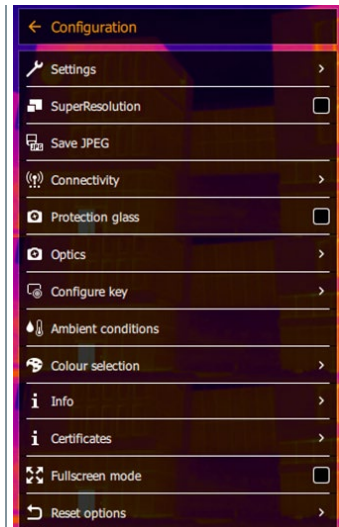 Configuration
Settings
SuperResolution
JPEG
Save JPEG
Connectivity
Protection glass
Optics
Configure key
Ambient conditions
Colour selection
Info
Certificates
Fullscreen mode
Reset options